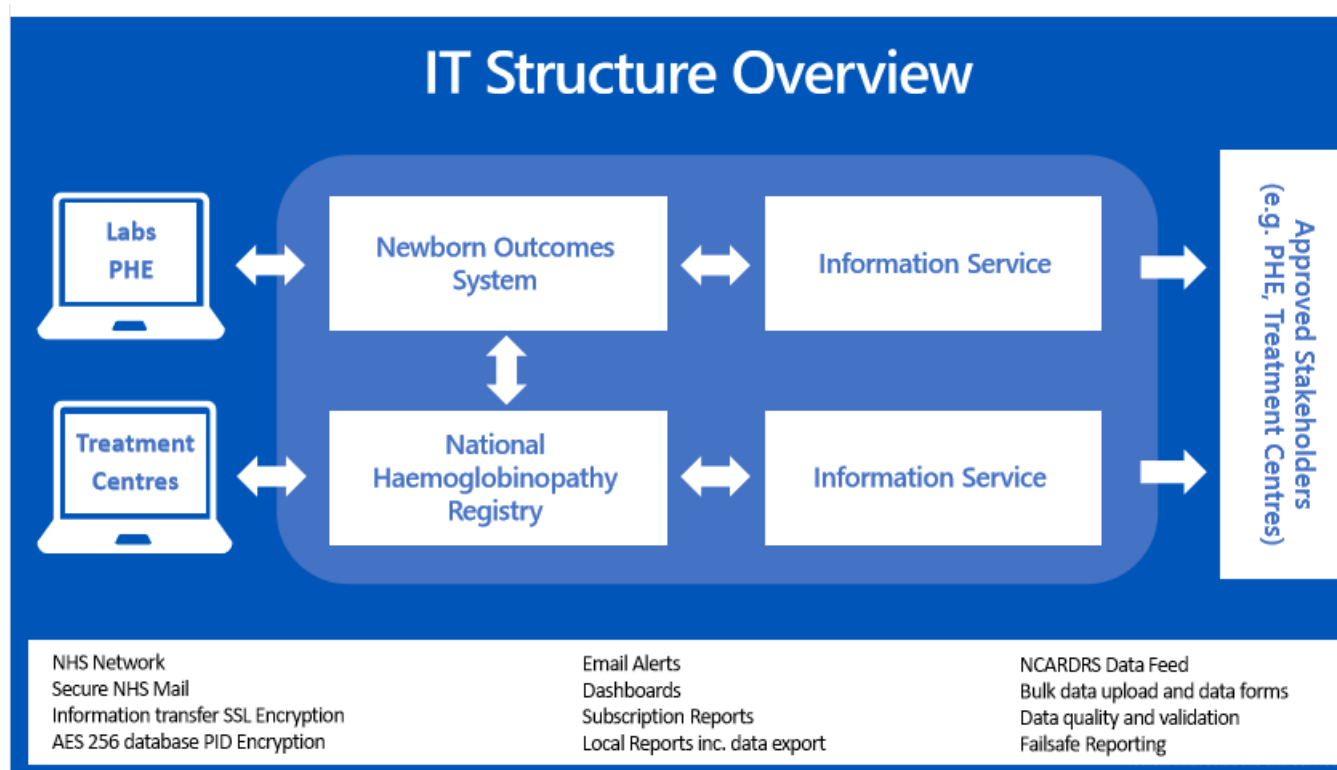 IT Structure Overview
Labs
PHE
Newborn Outcomes
System
Information Service
Treatment
Centres
National
Haemoglobinopathy
Registry
Information Service
Approved Stakeholders
(e.g. PHE, Treatment Centres)
NHS Network
Secure NHS Mail
Information transfer SSL Encryption
AES 256 database PID Encryption
Email Alerts
Dashboards
Subscription Reports
Local Reports inc. data export
NCARDRS Data Feed
Bulk data upload and data forms
Data quality and validation
Failsafe Reporting